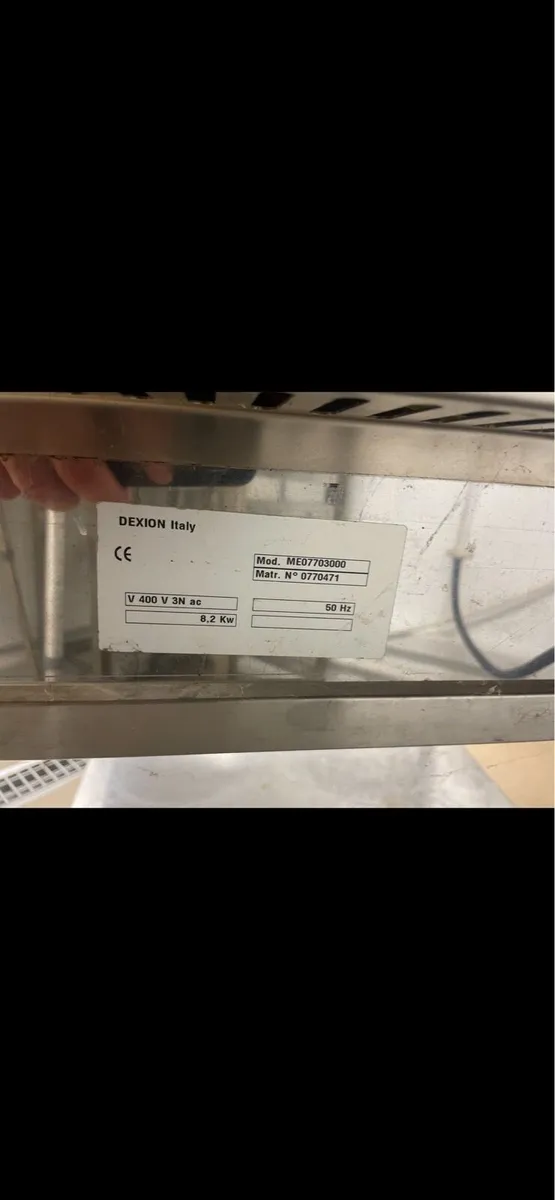 DEXION Italy
CE
Mod. ME07703000
Matr. N° 0770471
V 400 V 3N ac
50 Hz
8,2 Kw